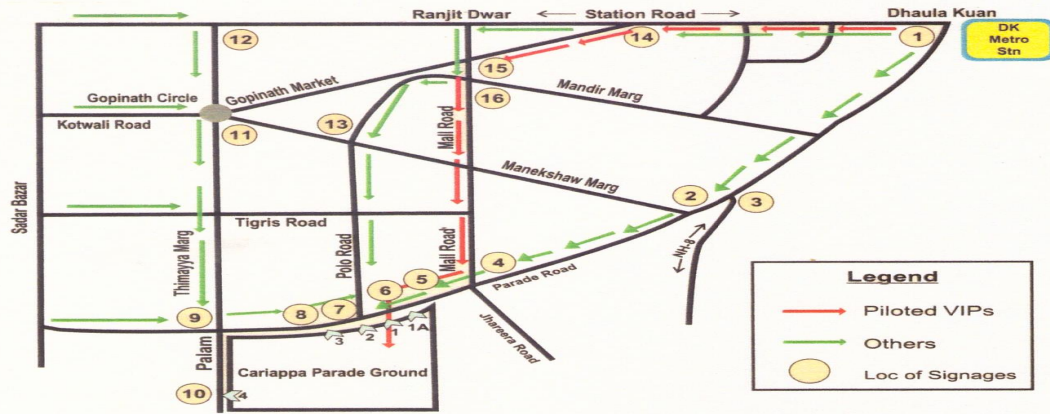 Ranjit Dwar
Station Road
Dhaula Kuan
DK
Metro
Stn
12
14
1
15
Gopinath Circle
Gopinath Market
Mandir Marg
16
Kotwali Road
11
13
Mall Road
Manekshaw Marg
2
3
Sadar Bazar
Tigris Road
Thimayya Marg
Polo Road
Mall Road
NH-8
4
5
6
Parade Road
9
8
7
Jhareera Road
3
2
1
1A
Palam
Cariappa Parade Ground
10
4
Legend
Piloted VIPs
Others
Loc of Signages